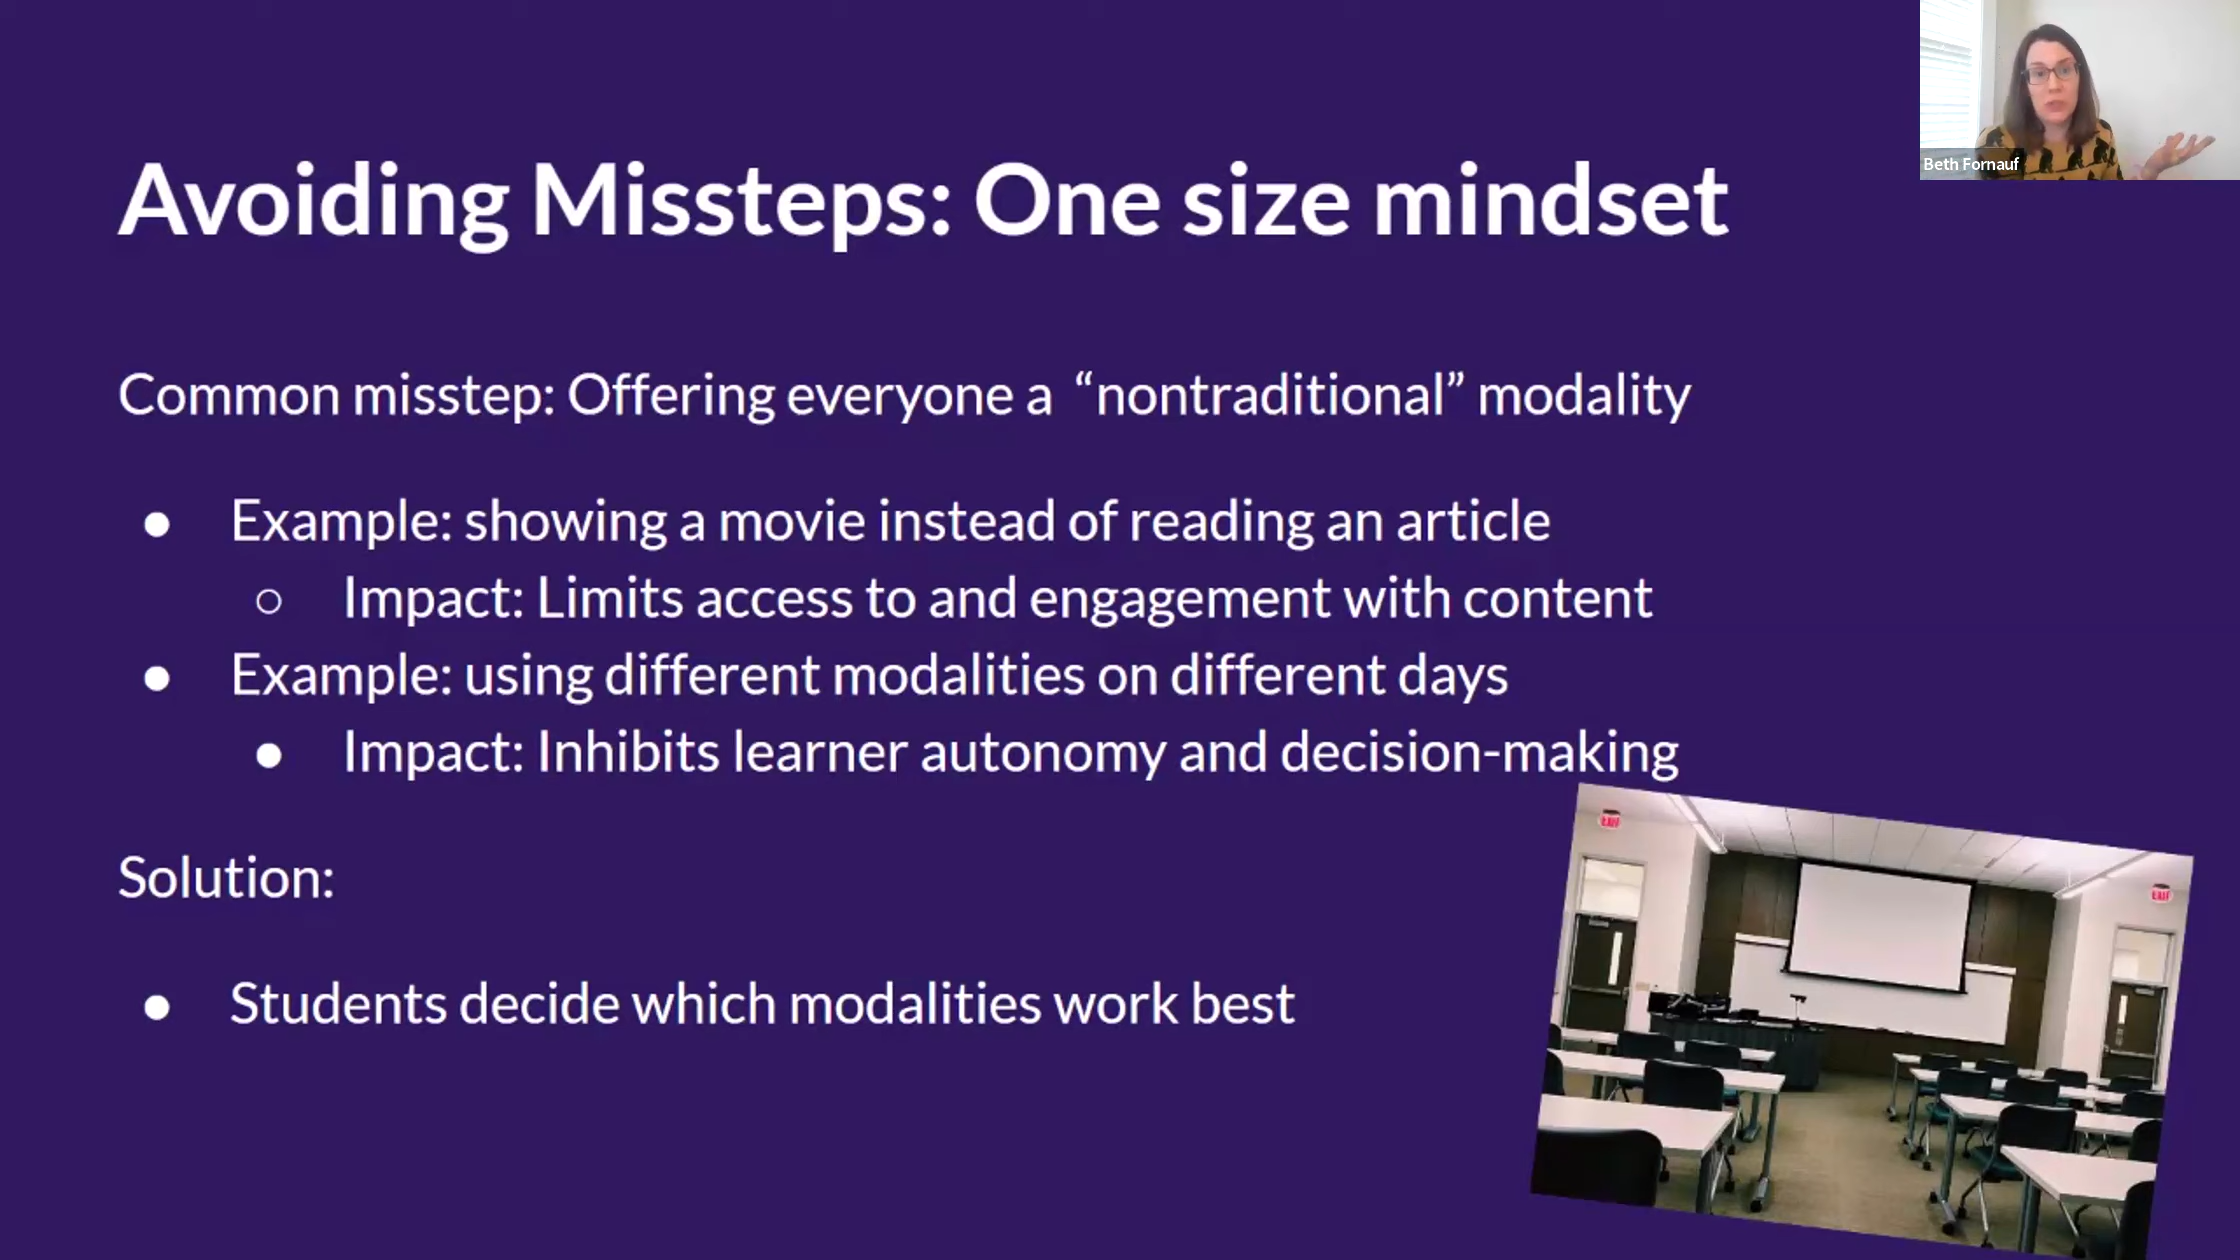 Beth Fornauf
Avoiding Missteps: One size mindset
Common misstep: Offering everyone a “nontraditional” modality
● Example: showing a movie instead of reading an article
○ Impact: Limits access to and engagement with content
● Example: using different modalities on different days
● Impact: Inhibits learner autonomy and decision-making
Solution:
● Students decide which modalities work best
EXIT
EXIT